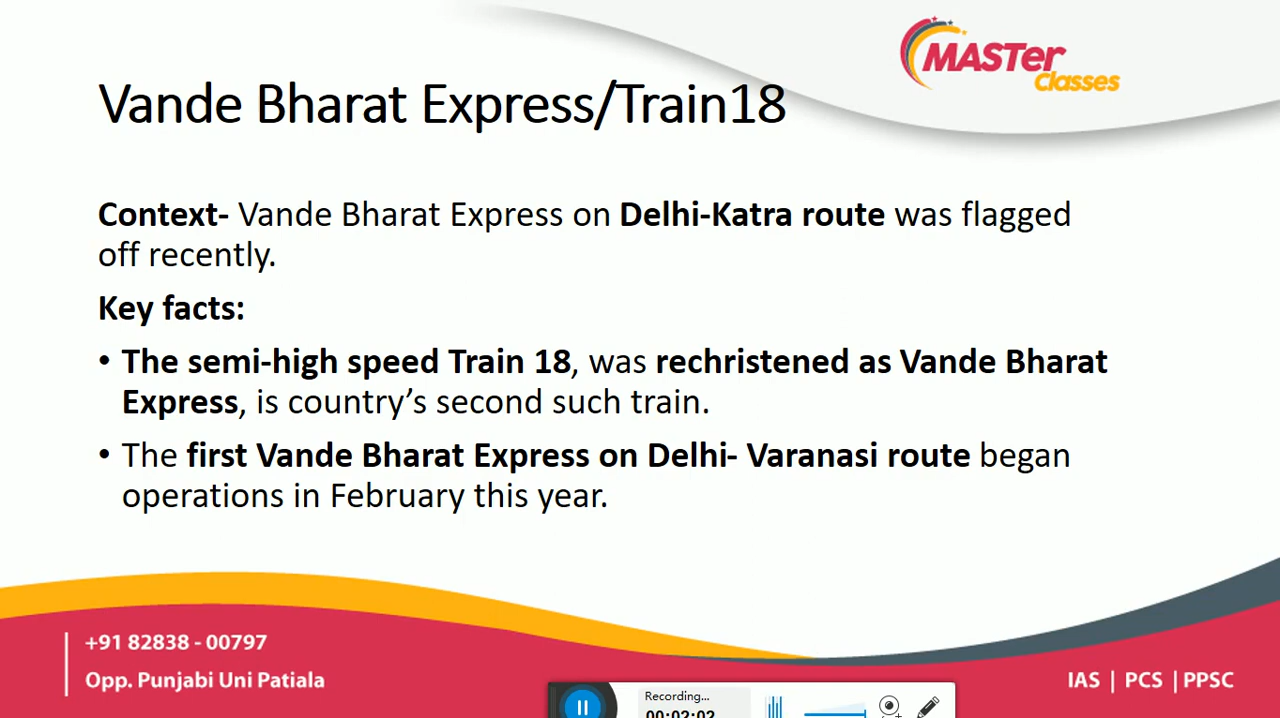 MASTer
Classes
Vande Bharat Express/Train18
Context- Vande Bharat Express on Delhi-Katra route was flagged
off recently.
Key facts:
• The semi-high speed Train 18, was rechristened as Vande Bharat
Express, is country’s second such train.
• The first Vande Bharat Express on Delhi- Varanasi route began
operations in February this year.
+91 82838 - 00797
Opp. Punjabi Uni Patiala
IAS | PCS | PPSC
Recording...
00:02:02